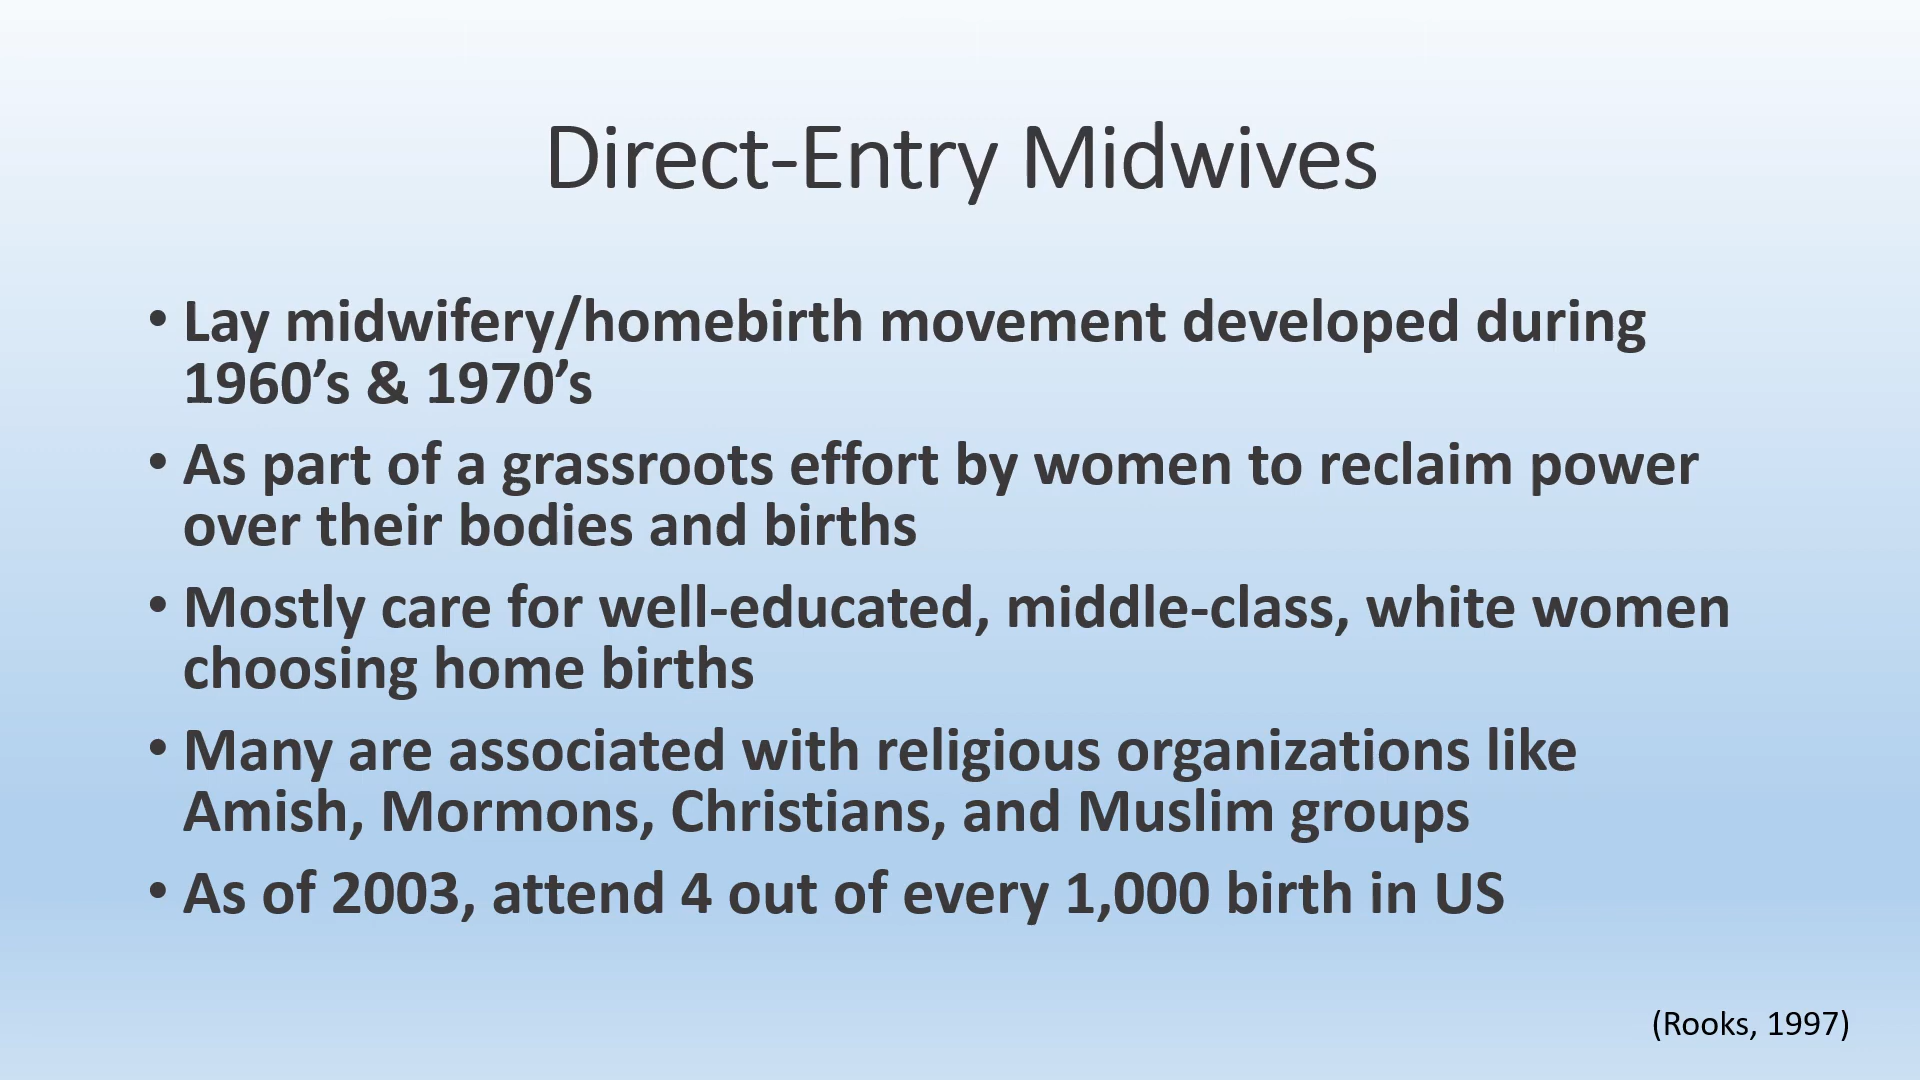 Direct-Entry Midwives
• Lay midwifery/homebirth movement developed during
1960’s & 1970’s
• As part of a grassroots effort by women to reclaim power
over their bodies and births
• Mostly care for well-educated, middle-class, white women
choosing home births
• Many are associated with religious organizations like
Amish, Mormons, Christians, and Muslim groups
• As of 2003, attend 4 out of every 1,000 birth in US
(Rooks, 1997)